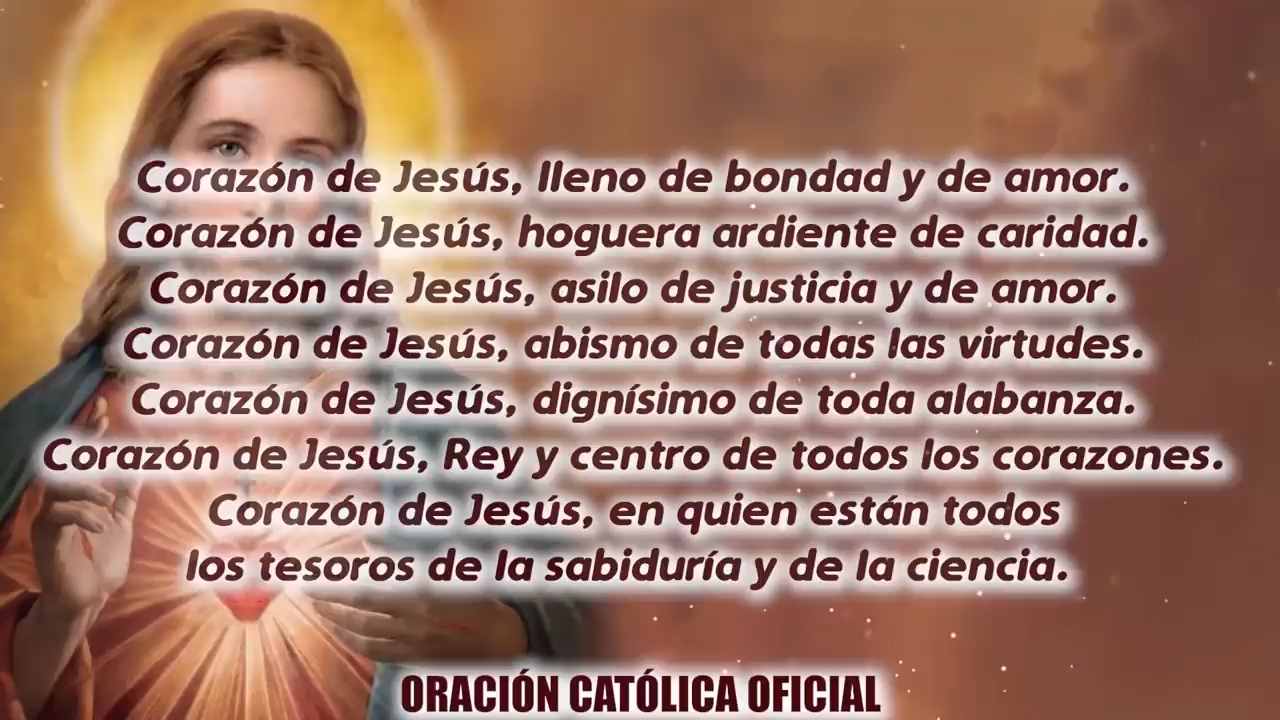 Corazón de Jesús, lleno de bondad y de amor.
Corazón de Jesús, hoguera ardiente de caridad.
Corazón de Jesús, asilo de justicia y de amor.
Corazón de Jesús, abismo de todas las virtudes.
Corazón de Jesús, dignísimo de toda alabanza.
Corazón de Jesús, Rey y centro de todos los corazones.
Corazón de Jesús, en quien están todos
los tesoros de la sabiduría y de la ciencia.
ORACIÓN CATÓLICA OFICIAL